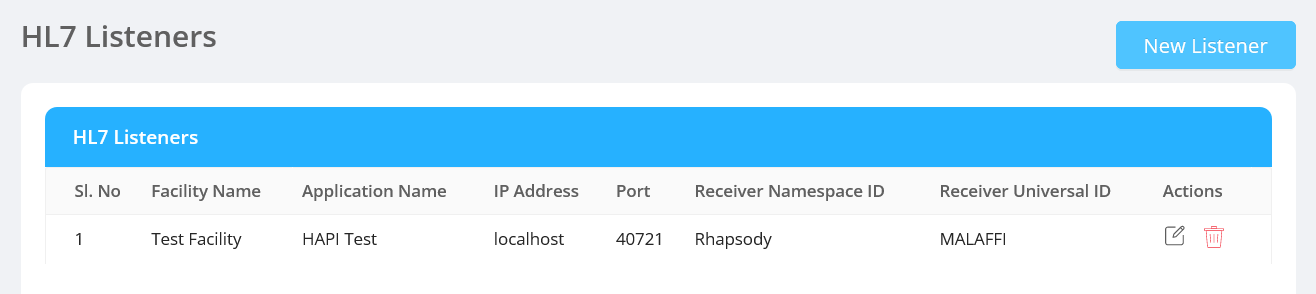 HL7 Listeners
New Listener
HL7 Listeners
Sl. No Facility Name Application Name IP Address Port Receiver Namespace ID Receiver Universal ID Actions
1 Test Facility HAPI Test localhost 40721 Rhapsody MALAFFI